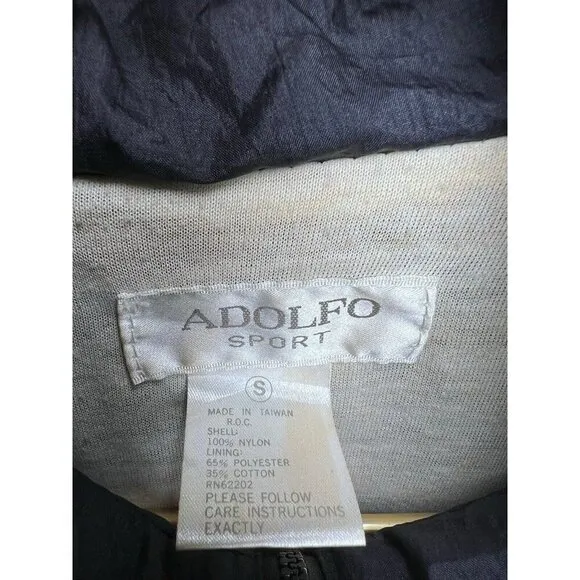 ADOLFO
SPORT
S
MADE IN TAIWAN
R.O.C.
SHELL:
100% NYLON
LINING:
65% POLYESTER
35% COTTON
RN62202
PLEASE FOLLOW
CARE INSTRUCTIONS
EXACTLY